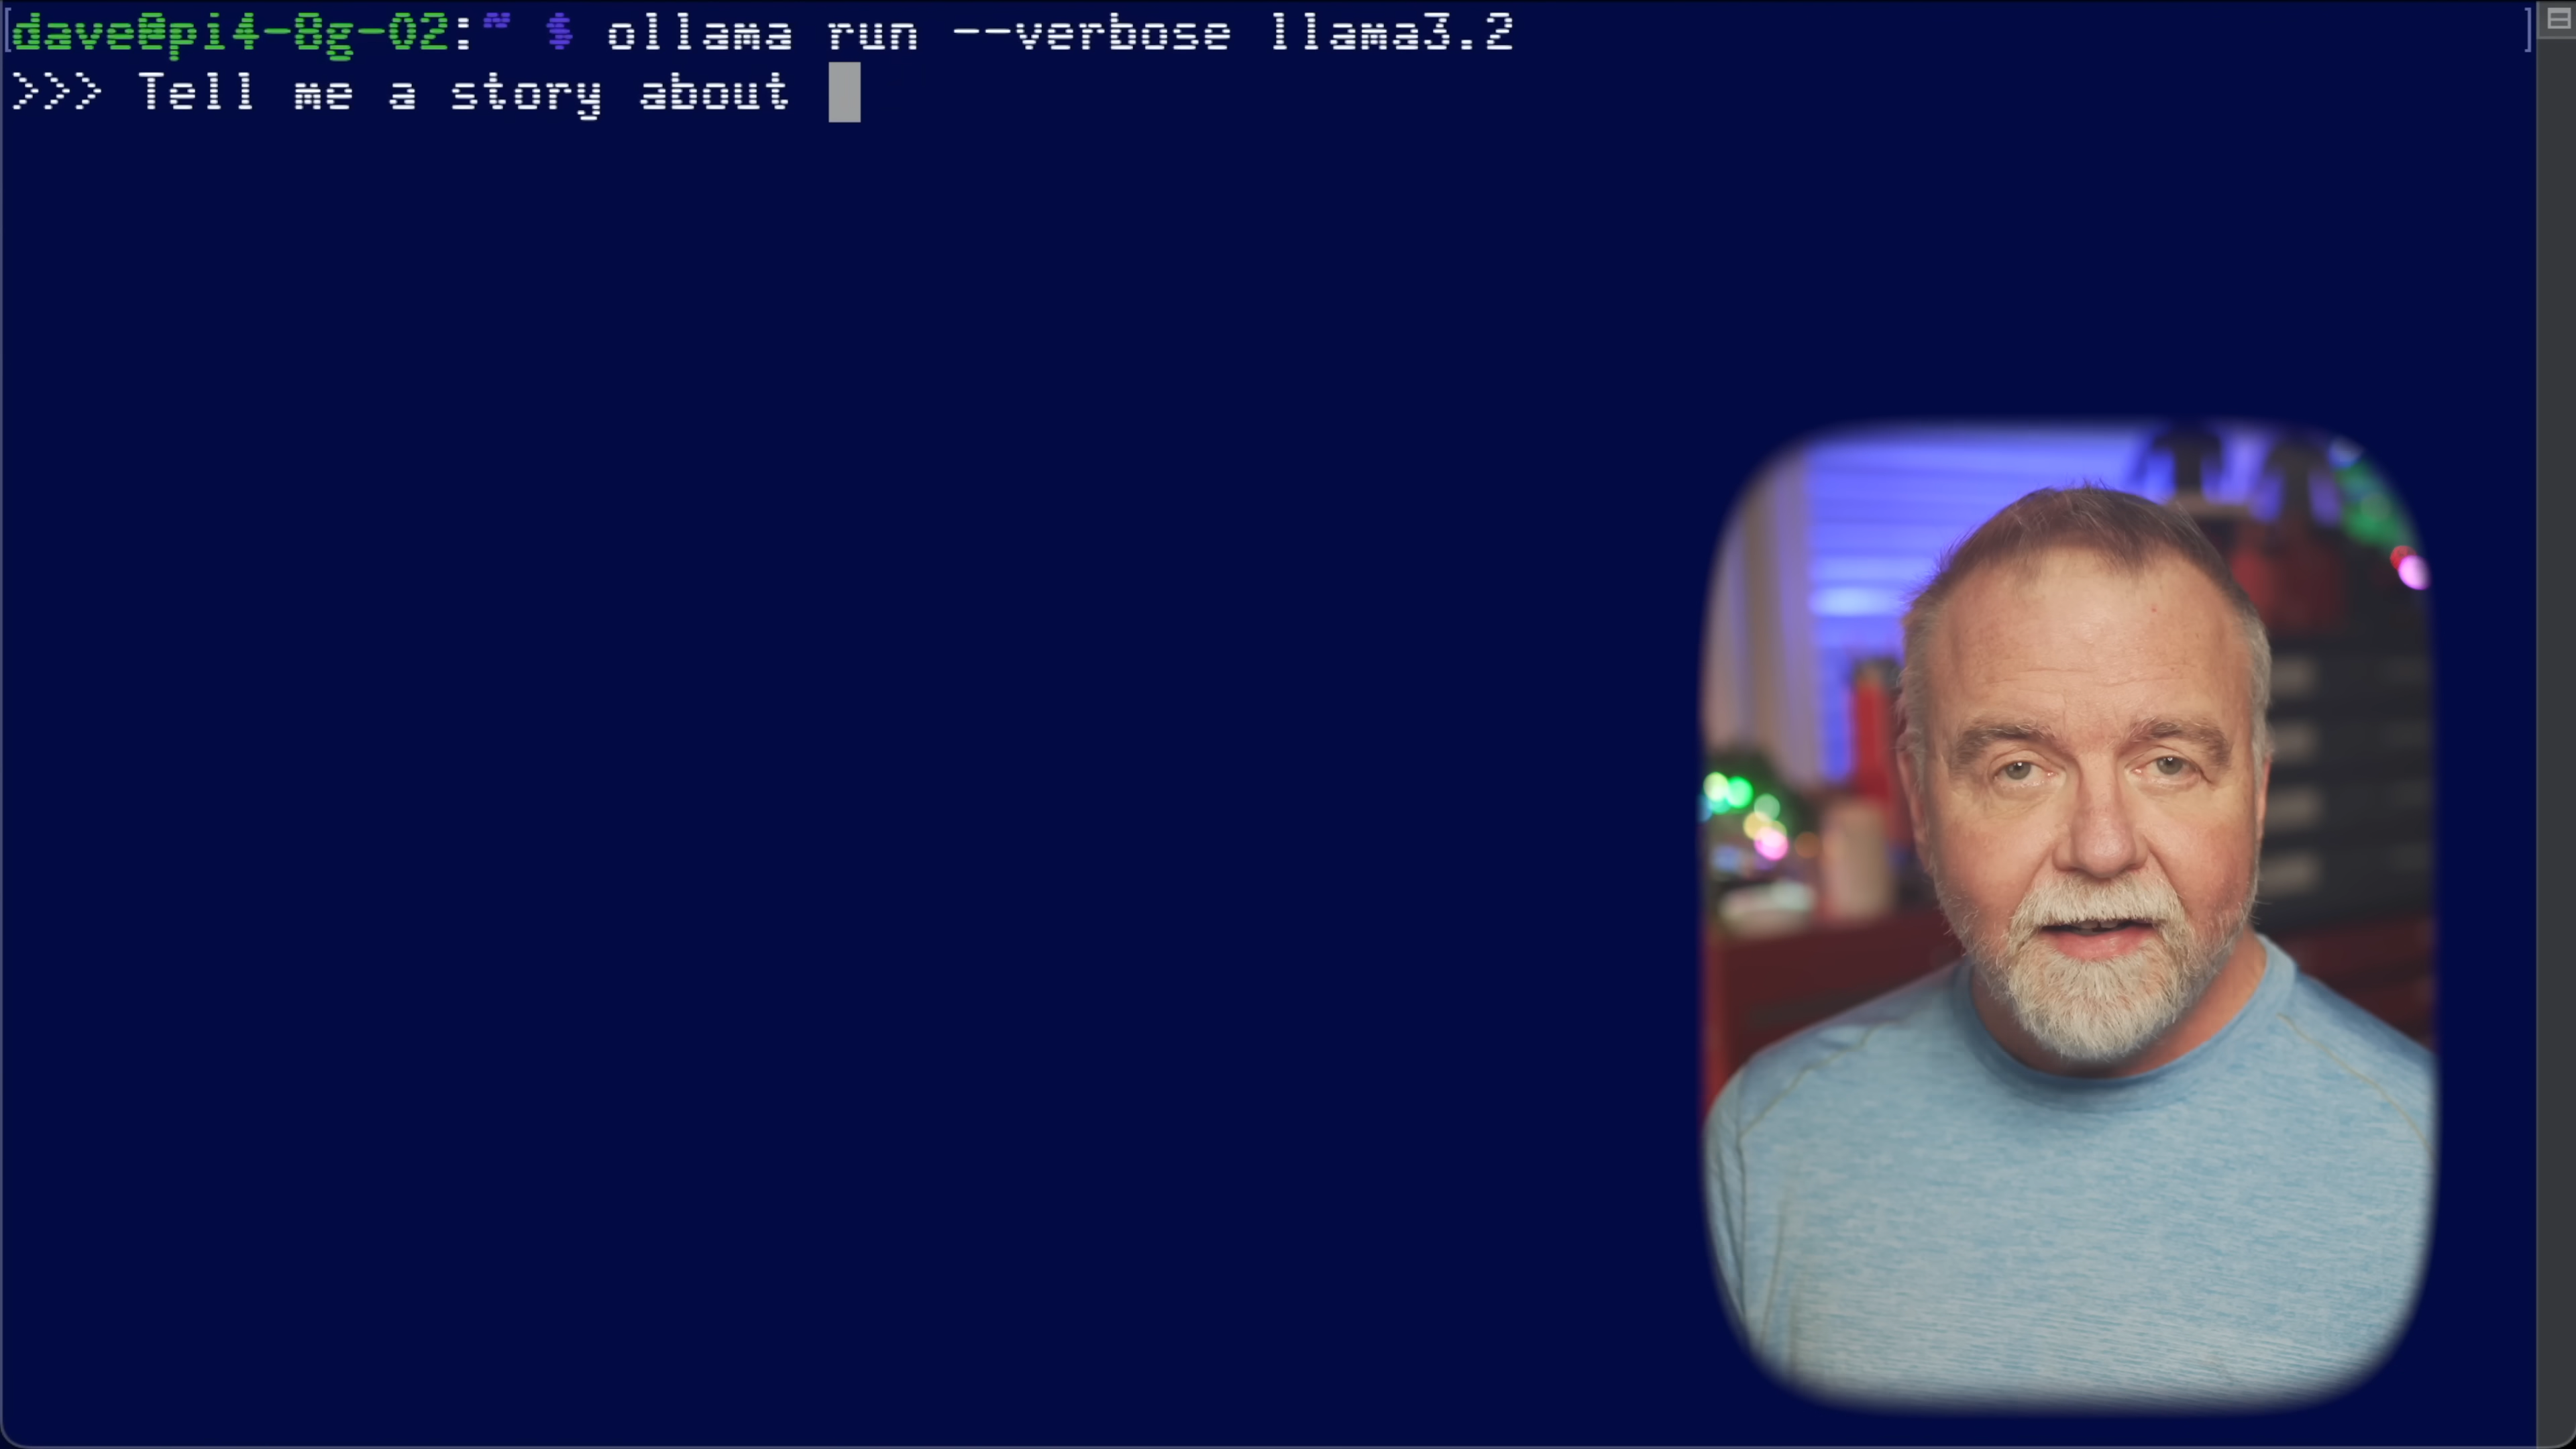 [dave@pi4-8g-02:~ $ ollama run --verbose llama3.2 ]
>>> Tell me a story about